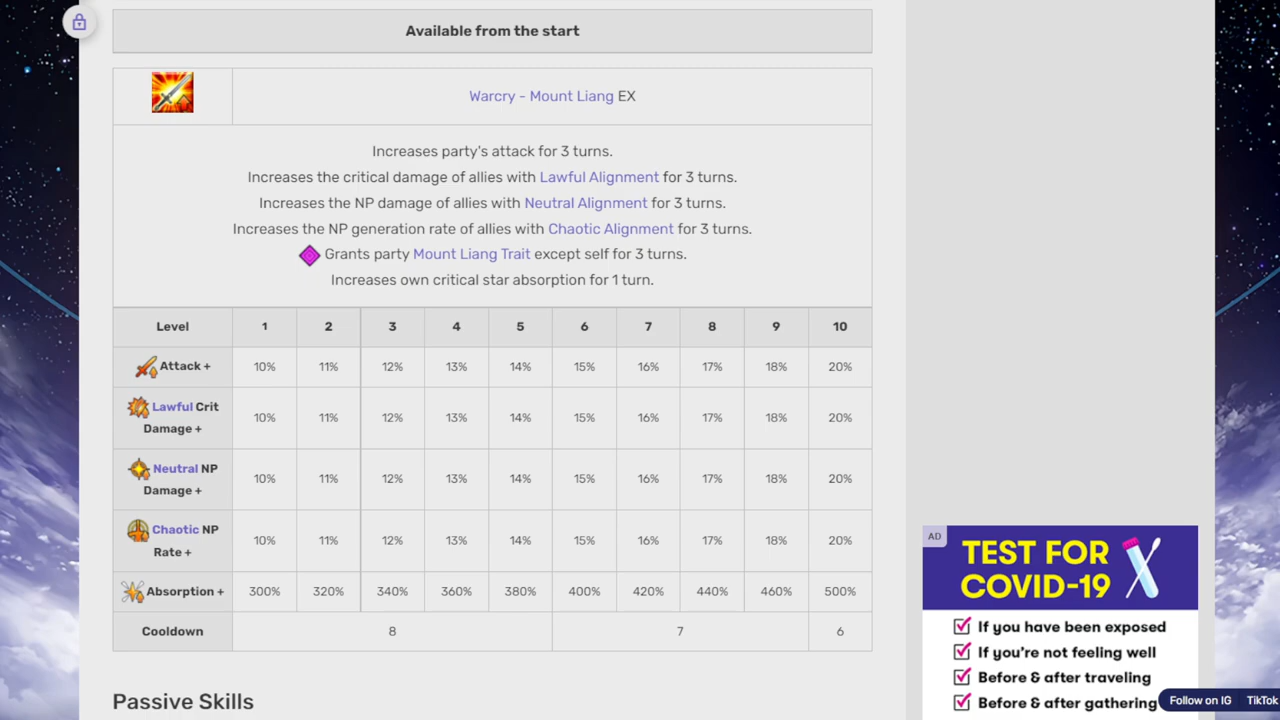 Available from the start
Warcry - Mount Liang EX
Increases party's attack for 3 turns.
Increases the critical damage of allies with Lawful Alignment for 3 turns.
Increases the NP damage of allies with Neutral Alignment for 3 turns.
Increases the NP generation rate of allies with Chaotic Alignment for 3 turns.
Grants party Mount Liang Trait except self for 3 turns.
Increases own critical star absorption for 1 turn.
Level 1 2 3 4 5 6 7 8 9 10
Attack + 10% 11% 12% 13% 14% 15% 16% 17% 18% 20%
Lawful Crit
Damage + 10% 11% 12% 13% 14% 15% 16% 17% 18% 20%
Neutral NP
Damage + 10% 11% 12% 13% 14% 15% 16% 17% 18% 20%
Chaotic NP
Rate + 10% 11% 12% 13% 14% 15% 16% 17% 18% 20%
Absorption + 300% 320% 340% 360% 380% 400% 420% 440% 460% 500%
Cooldown 8 7 6
Passive Skills
AD
TEST FOR
COVID-19
If you have been exposed
If you're not feeling well
Before & after traveling
Before & after gathering
Follow on IG TikTok